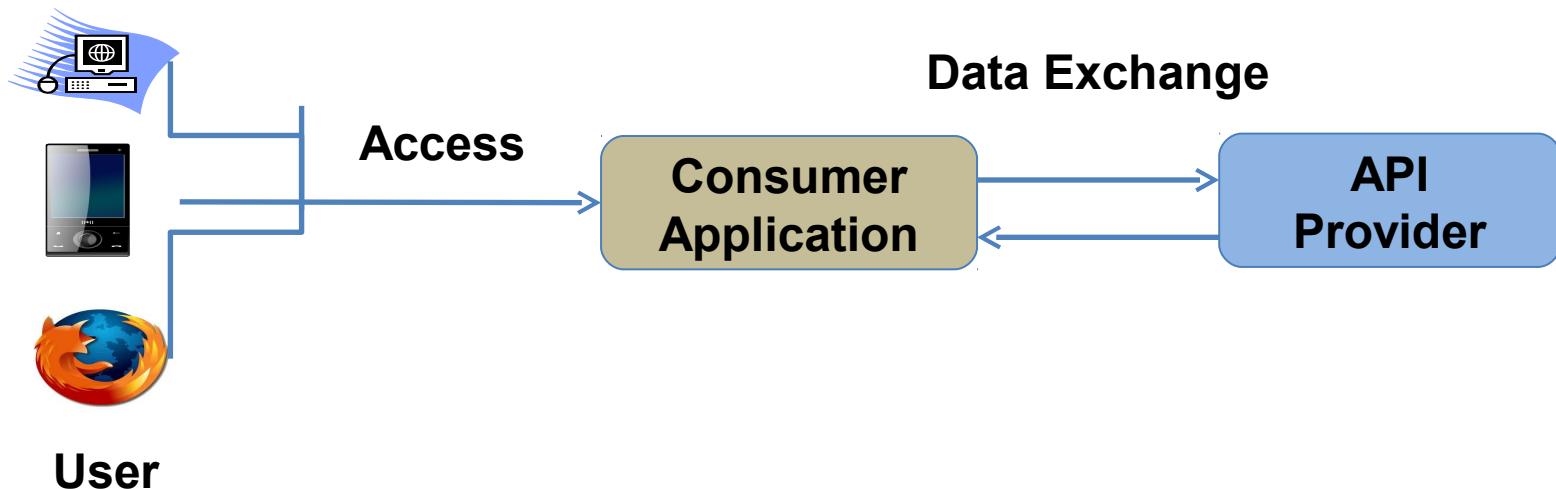 Data Exchange
Access
Consumer
Application
API
Provider
User